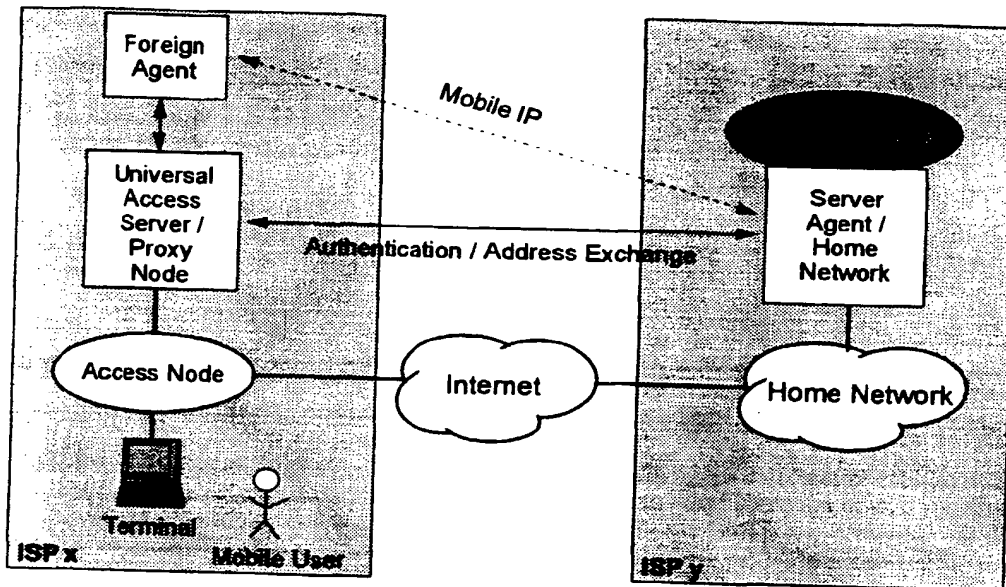 Foreign
Agent
Mobile IP
Universal
Access
Server /
Proxy
Node
Server
Agent /
Home
Network
Authentication / Address Exchange
Access Node
Internet
Home Network
Terminal
Mobile User
ISP x
ISP y